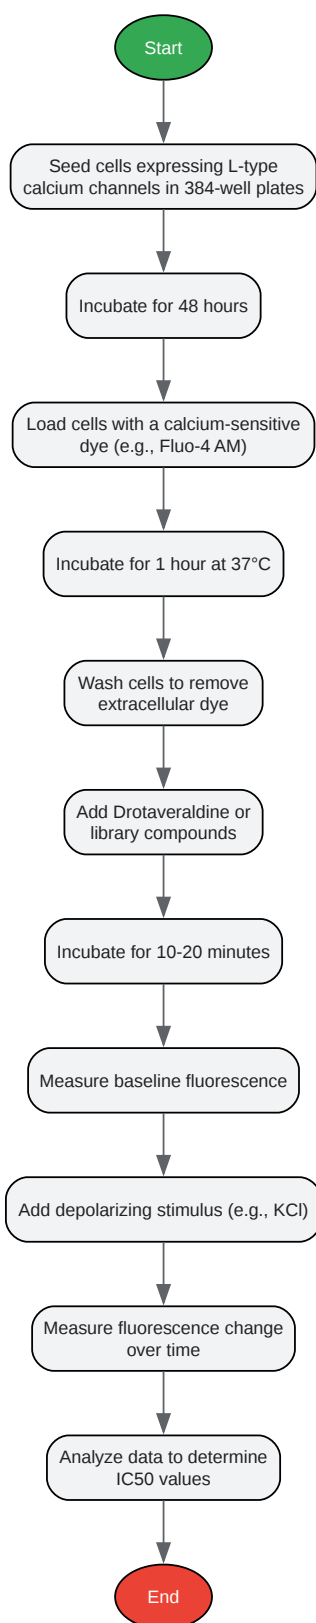 Start
Seed cells expressing L-type
calcium channels in 384-well plates
Incubate for 48 hours
Load cells with a calcium-sensitive
dye (e.g., Fluo-4 AM)
Incubate for 1 hour at 37°C
Wash cells to remove
extracellular dye
Add Drotaveraldine or
library compounds
Incubate for 10-20 minutes
Measure baseline fluorescence
Add depolarizing stimulus (e.g., KCl)
Measure fluorescence change
over time
Analyze data to determine
IC50 values
End